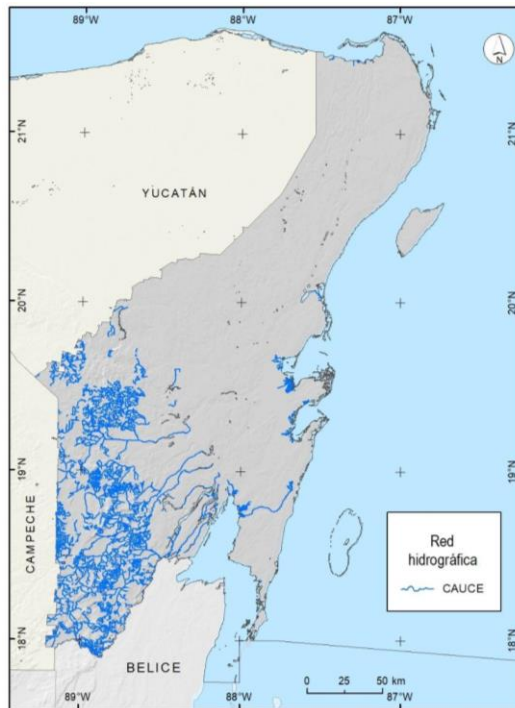 89°W 88°W 87°W
N
21°N 21°N
YUCATÁN
20°N 20°N
19°N 19°N
CAMPECHE
Red
hidrográfica
CAUCE
18°N 18°N
BELICE
0 25 50 km
89°W 88°W 87°W